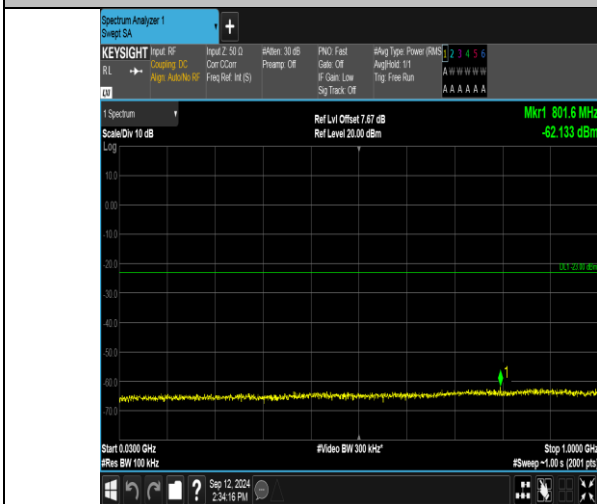 Spectrum Analyzer 1
Swept SA
+
KEYSIGHT Input: RF Input Z: 50 Ω #Atten: 30 dB PNO: Fast #Avg Type: Power (RMS 1 2 3 4 5 6
RL Coupling: DC Corr CCorr Preamp: Off Gate: Off Avg|Hold: 1/1 A W W W W W
Align: Auto/No RF Freq Ref: Int (S) IF Gain: Low Trig: Free Run
LXI Sig Track: Off A A A A A A
1 Spectrum Ref Lvl Offset 7.67 dB Mkr1 801.6 MHz
Scale/Div 10 dB Ref Level 20.00 dBm -62.133 dBm
Log
10.0
0.00
-10.0
-20.0
DL1 -23.00 dBm
-30.0
-40.0
-50.0
1
-60.0
-70.0
Start 0.0300 GHz #Video BW 300 kHz* Stop 1.0000 GHz
#Res BW 100 kHz #Sweep ~1.00 s (2001 pts)
? Sep 12, 2024
2:34:16 PM